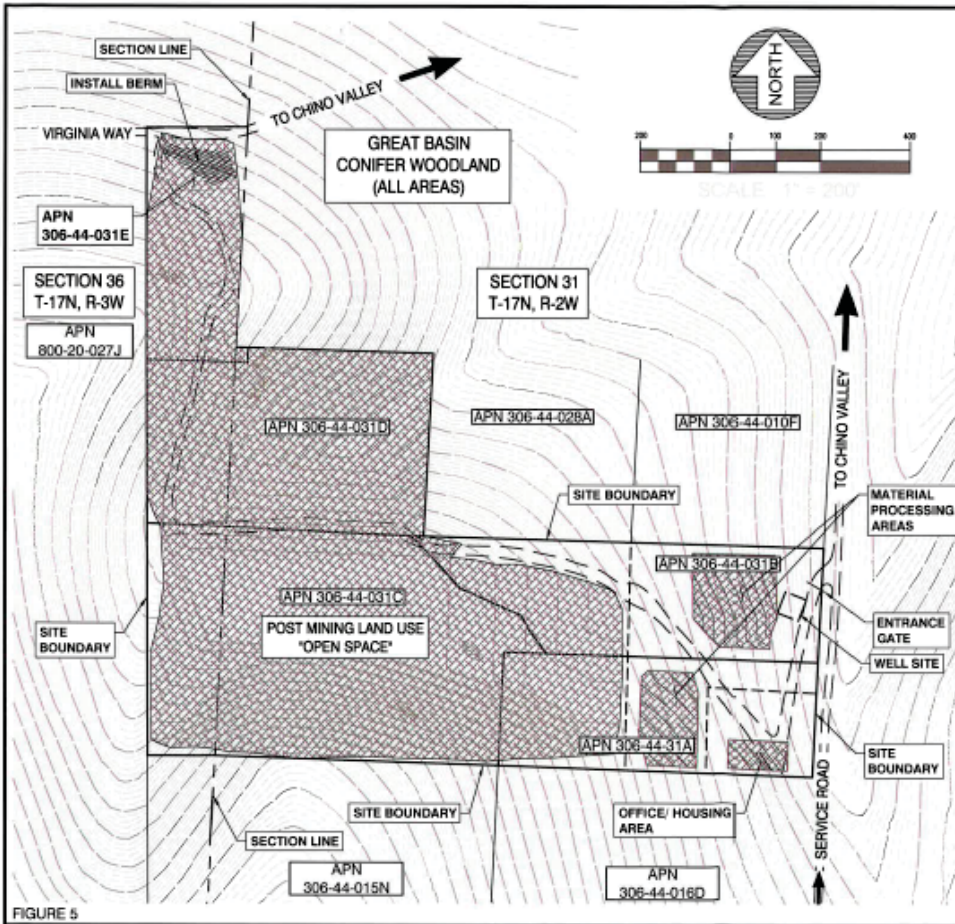 SECTION LINE
INSTALL BERM
VIRGINIA WAY
TO CHINO VALLEY
GREAT BASIN
CONIFER WOODLAND
(ALL AREAS)
NORTH
200
0
100
200
400
SCALE 1" = 200'
APN
306-44-031E
SECTION 36
T-17N, R-3W
APN
800-20-027J
SECTION 31
T-17N, R-2W
APN 306-44-031D
APN 306-44-028A
APN 306-44-010F
TO CHINO VALLEY
SITE BOUNDARY
MATERIAL
PROCESSING
AREAS
APN 306-44-031B
APN 306-44-031C
POST MINING LAND USE
"OPEN SPACE"
SITE
BOUNDARY
ENTRANCE
GATE
WELL SITE
APN 306-44-31A
SITE
BOUNDARY
SITE BOUNDARY
OFFICE/ HOUSING
AREA
SERVICE ROAD
SECTION LINE
APN
306-44-015N
APN
306-44-016D
FIGURE 5